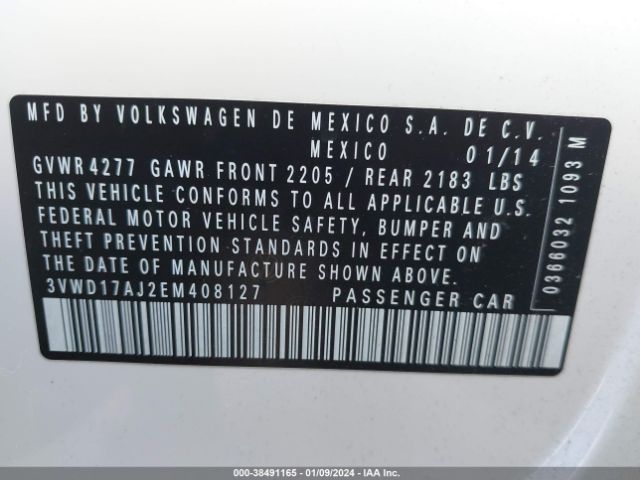 MFD BY VOLKSWAGEN DE MEXICO S.A. DE C.V.
MEXICO 01/14
GVWR 4277 GAWR FRONT 2205 / REAR 2183 LBS
THIS VEHICLE CONFORMS TO ALL APPLICABLE U.S.
FEDERAL MOTOR VEHICLE SAFETY, BUMPER AND
THEFT PREVENTION STANDARDS IN EFFECT ON
THE DATE OF MANUFACTURE SHOWN ABOVE.
3VWD17AJ2EM408127 PASSENGER CAR
0366032 1093 M
000-38491165 - 01/09/2024 - IAA Inc.